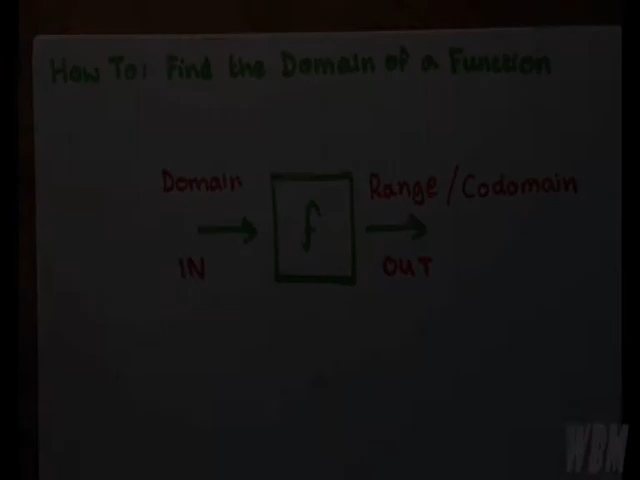 How To: Find the Domain of a Function
Domain
Range/Codomain
f
IN
OUT
WBM